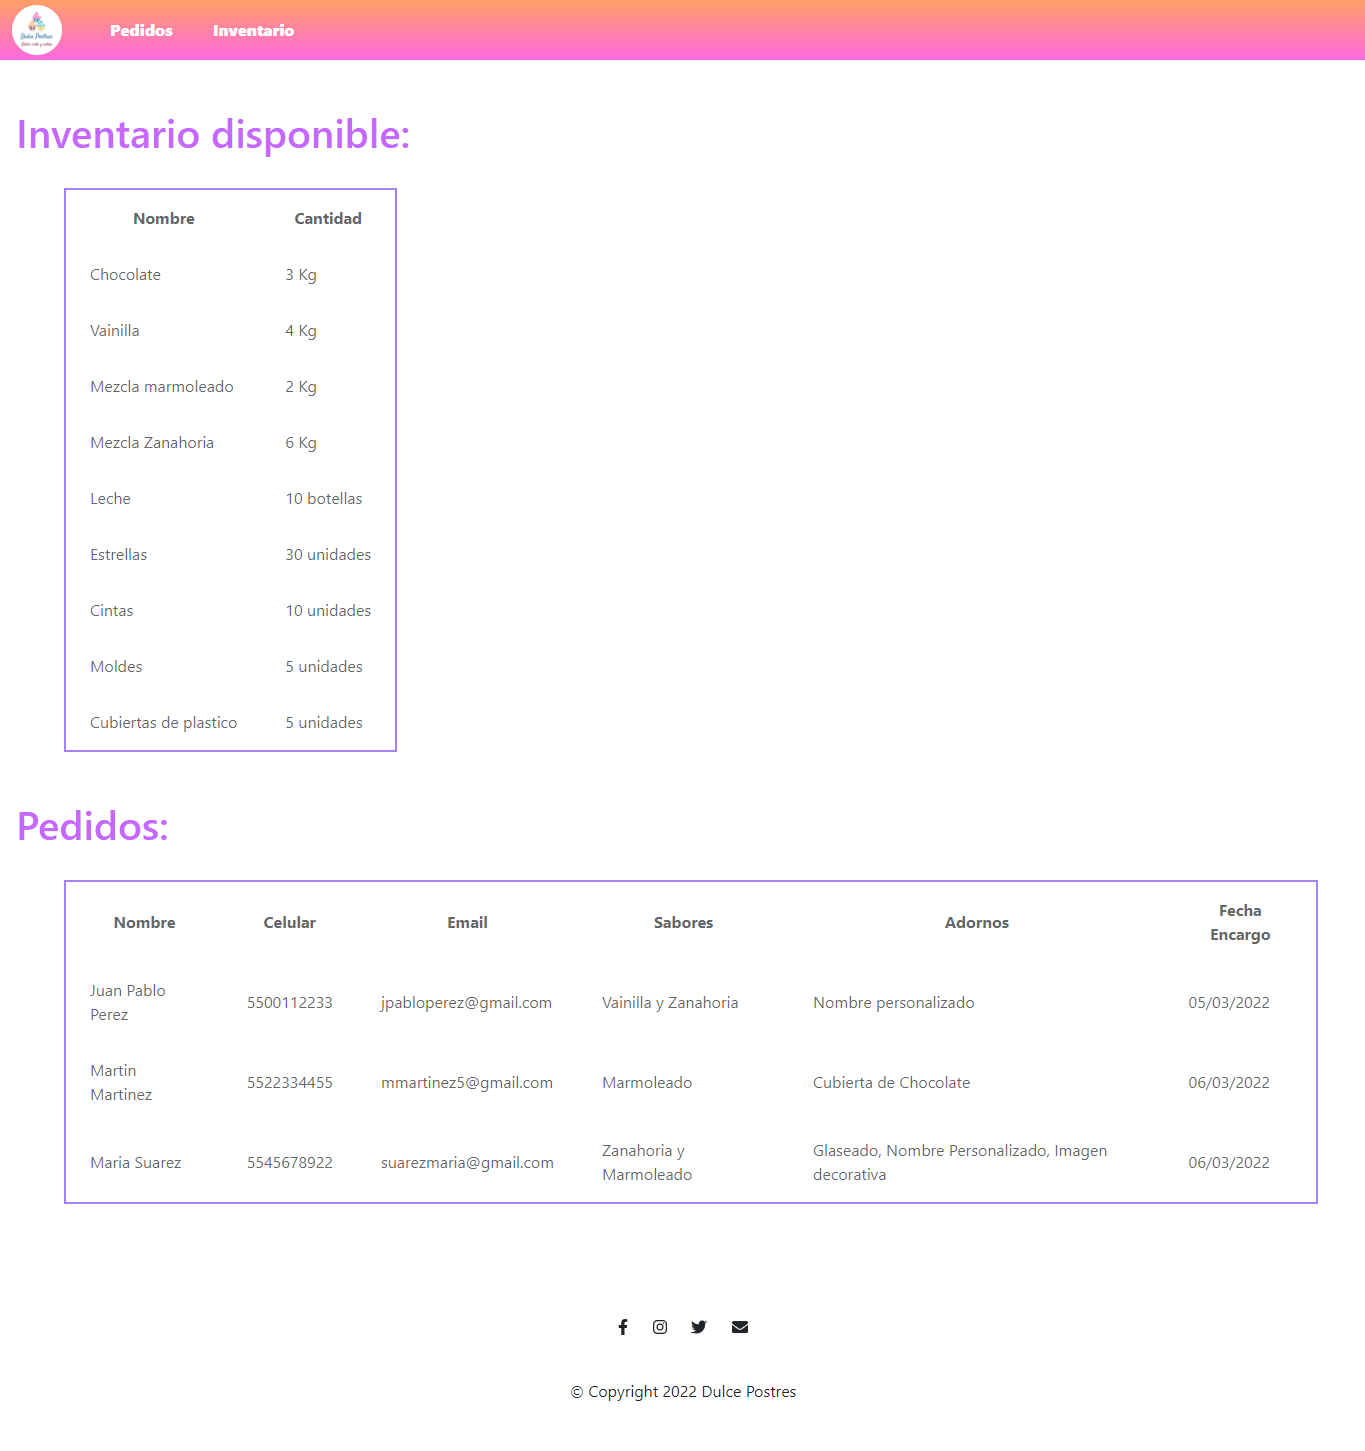 Dulce Postres
Pedidos Inventario
Inventario disponible:
Nombre Cantidad
Chocolate 3 Kg
Vainilla 4 Kg
Mezcla marmoleado 2 Kg
Mezcla Zanahoria 6 Kg
Leche 10 botellas
Estrellas 30 unidades
Cintas 10 unidades
Moldes 5 unidades
Cubiertas de plastico 5 unidades
Pedidos:
Nombre Celular Email Sabores Adornos Fecha Encargo
Juan Pablo Perez 5500112233 jpabloperez@gmail.com Vainilla y Zanahoria Nombre personalizado 05/03/2022
Martin Martinez 5522334455 mmartinez5@gmail.com Marmoleado Cubierta de Chocolate 06/03/2022
Maria Suarez 5545678922 suarezmaria@gmail.com Zanahoria y Marmoleado Glaseado, Nombre Personalizado, Imagen decorativa 06/03/2022
© Copyright 2022 Dulce Postres